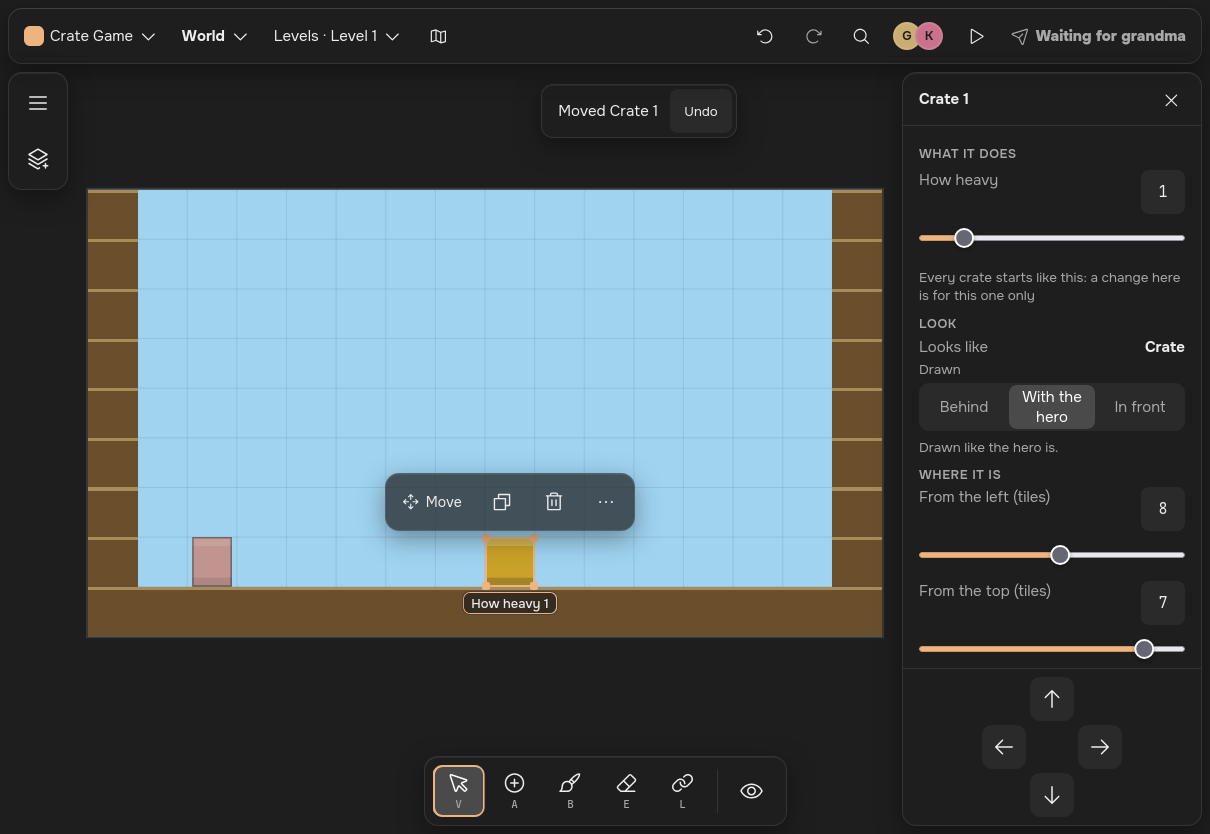 Crate Game
World
Levels · Level 1
G
K
Waiting for grandma
Moved Crate 1
Undo
Crate 1
WHAT IT DOES
How heavy
1
Every crate starts like this: a change here
is for this one only
LOOK
Looks like
Crate
Drawn
Behind
With the
hero
In front
Drawn like the hero is.
WHERE IT IS
From the left (tiles)
8
From the top (tiles)
7
Move
How heavy 1
V
A
B
E
L